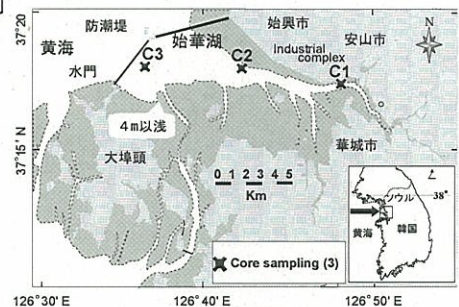 37°20
防潮堤
始華湖
始興市
安山市
N
黄海
C3
C2
Industrial
complex
C1
水門
4m以浅
37°15
大埠頭
華城市
0 1 2 3 4 5
Km
ソウル
38°
黄海
韓国
Core sampling (3)
126°30' E
126°40' E
126°50' E